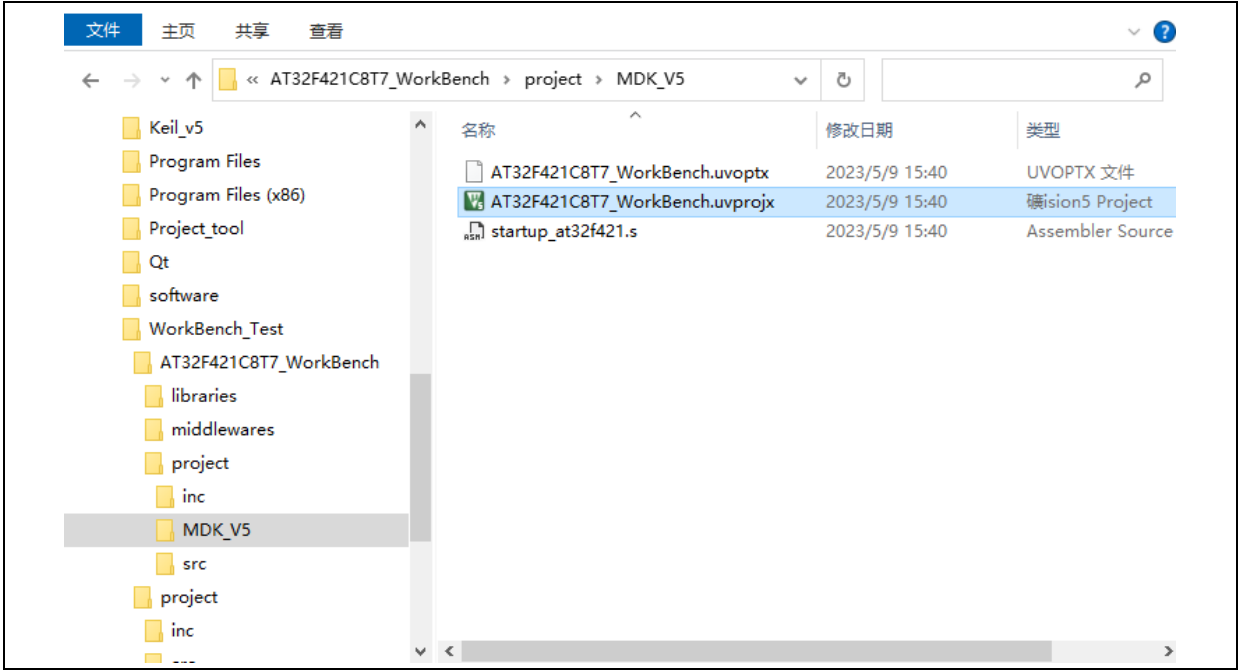 文件 主页 共享 查看
« AT32F421C8T7_WorkBench › project › MDK_V5
Keil_v5
Program Files
Program Files (x86)
Project_tool
Qt
software
WorkBench_Test
AT32F421C8T7_WorkBench
libraries
middlewares
project
inc
MDK_V5
src
project
inc
名称 修改日期 类型
AT32F421C8T7_WorkBench.uvoptx 2023/5/9 15:40 UVOPTX 文件
AT32F421C8T7_WorkBench.uvprojx 2023/5/9 15:40 礦ision5 Project
startup_at32f421.s 2023/5/9 15:40 Assembler Source